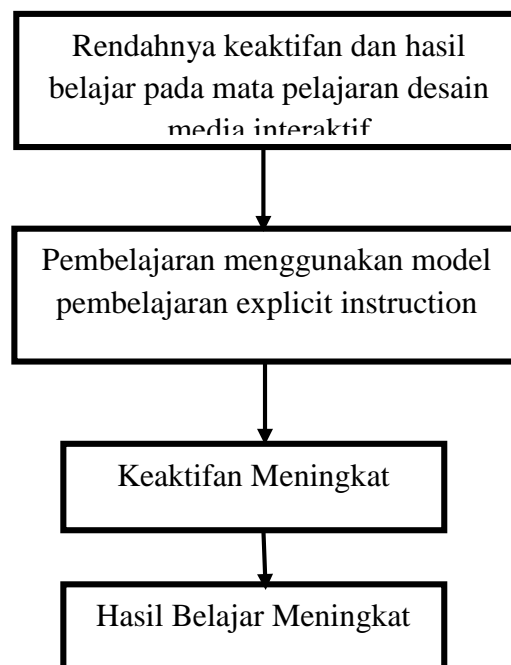 Rendahnya keaktifan dan hasil
belajar pada mata pelajaran desain
media interaktif
Pembelajaran menggunakan model
pembelajaran explicit instruction
Keaktifan Meningkat
Hasil Belajar Meningkat